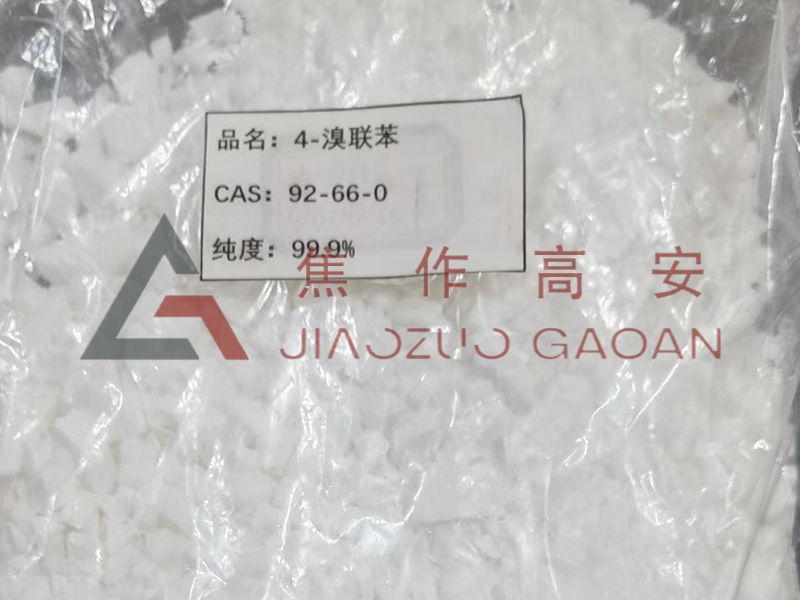 品名：4-溴联苯
CAS：92-66-0
纯度：99.9%
焦作高安
JIAOZUO GAOAN